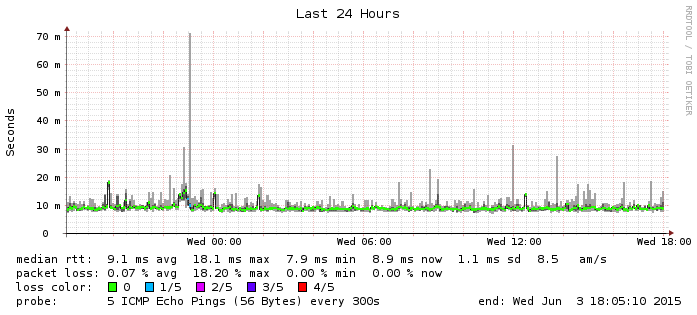 Last 24 Hours
RRDTOOL / TOBI OETIKER
Seconds
70 m
60 m
50 m
40 m
30 m
20 m
10 m
0
Wed 00:00 Wed 06:00 Wed 12:00 Wed 18:00
median rtt: 9.1 ms avg 18.1 ms max 7.9 ms min 8.9 ms now 1.1 ms sd 8.5 am/s
packet loss: 0.07 % avg 18.20 % max 0.00 % min 0.00 % now
loss color: 0 1/5 2/5 3/5 4/5
probe: 5 ICMP Echo Pings (56 Bytes) every 300s end: Wed Jun 3 18:05:10 2015